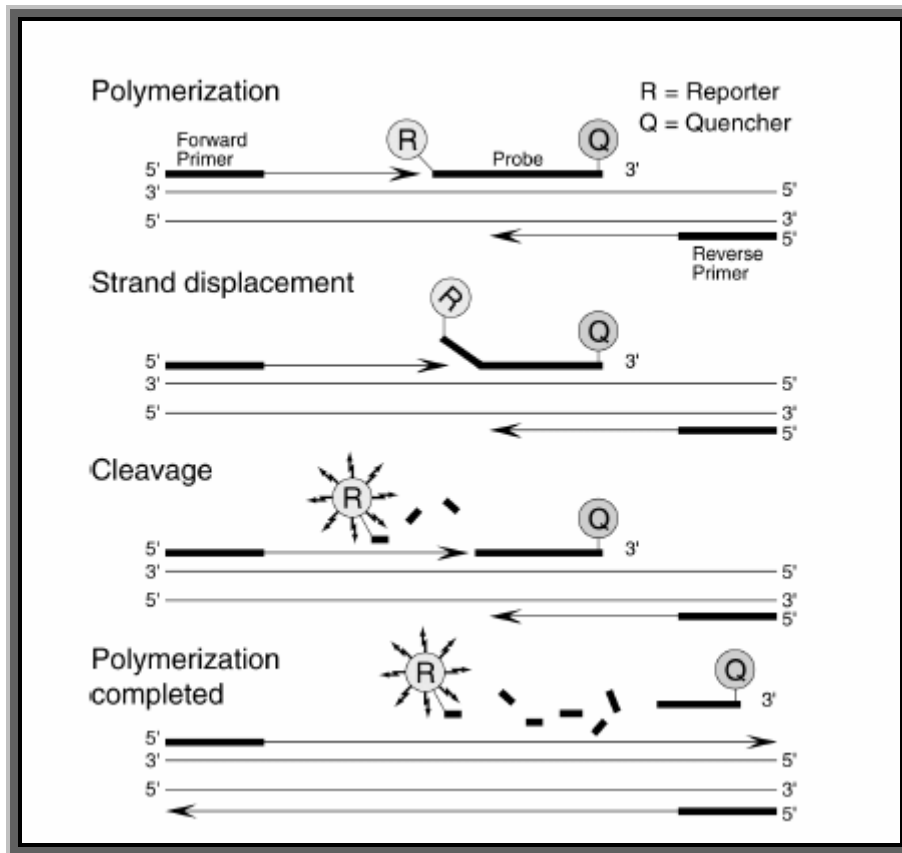 Polymerization
R = Reporter
Q = Quencher
Forward
Primer
R
Probe
Q
5'
3'
3'
5'
5'
3'
5'
Reverse
Primer
Strand displacement
R
Q
5'
3'
3'
5'
5'
3'
5'
Cleavage
R
Q
5'
3'
3'
5'
5'
3'
5'
Polymerization
completed
R
Q
3'
5'
3'
5'
5'
3'
5'